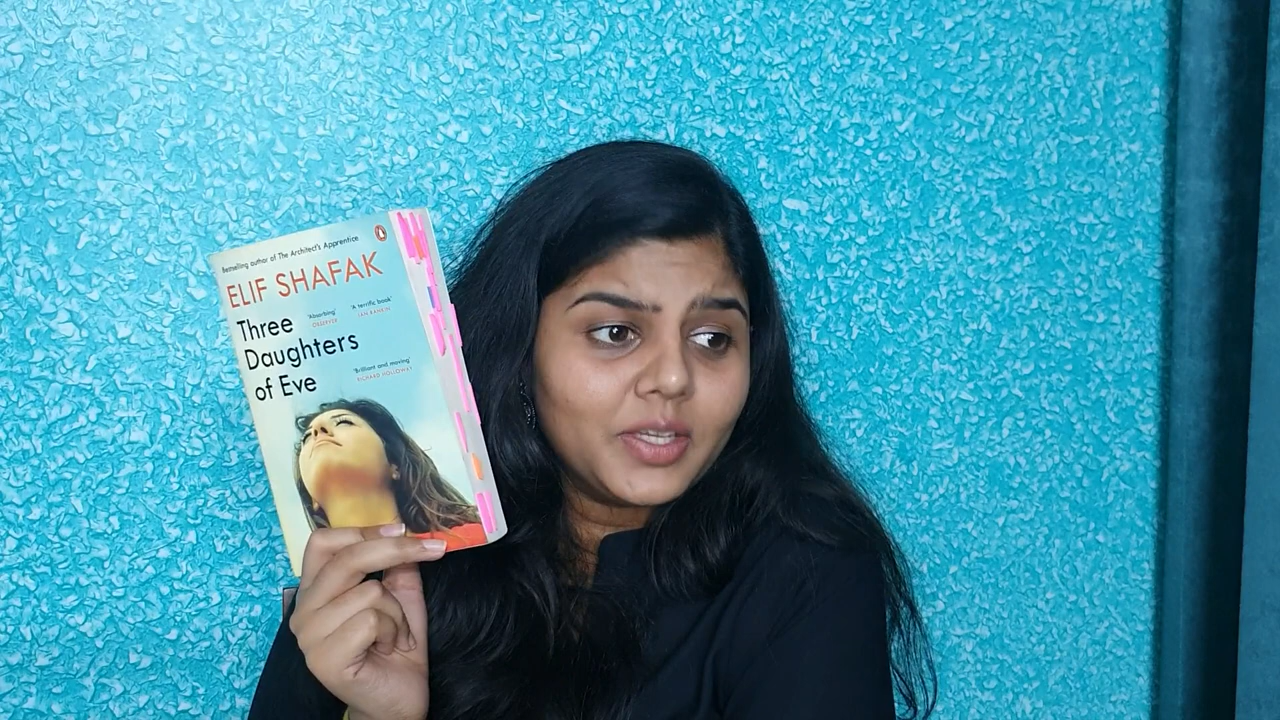 Bestselling author of The Architect's Apprentice
ELIF SHAFAK
'Absorbing'
OBSERVER
'A terrific book'
IAN RANKIN
Three
Daughters
of Eve
'Brilliant and moving'
RICHARD HOLLOWAY